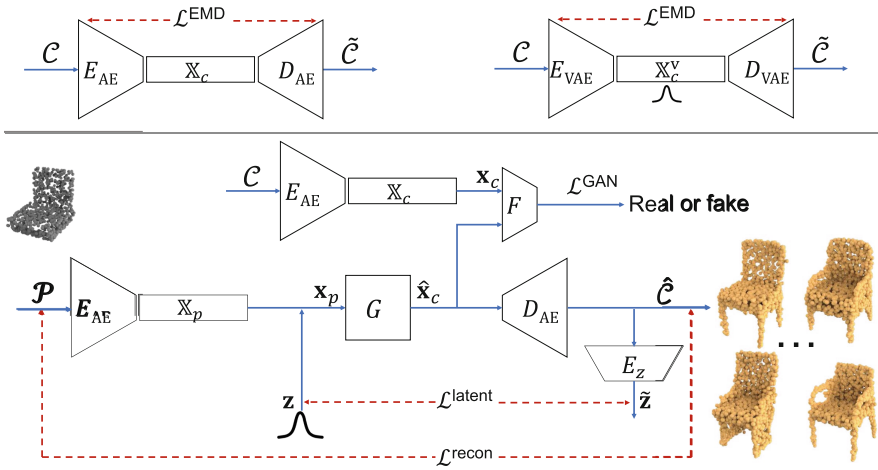 ℒ^EMD
𝒞 E_AE 𝕏_c D_AE 𝒞̃
ℒ^EMD
𝒞 E_VAE 𝕏_c^v D_VAE 𝒞̃
𝒞 E_AE 𝕏_c x_c F ℒ^GAN Real or fake
𝒫 E_AE 𝕏_p x_p G x̂_c D_AE 𝒞̂
...
E_z
z ℒ^latent z̃
ℒ^recon